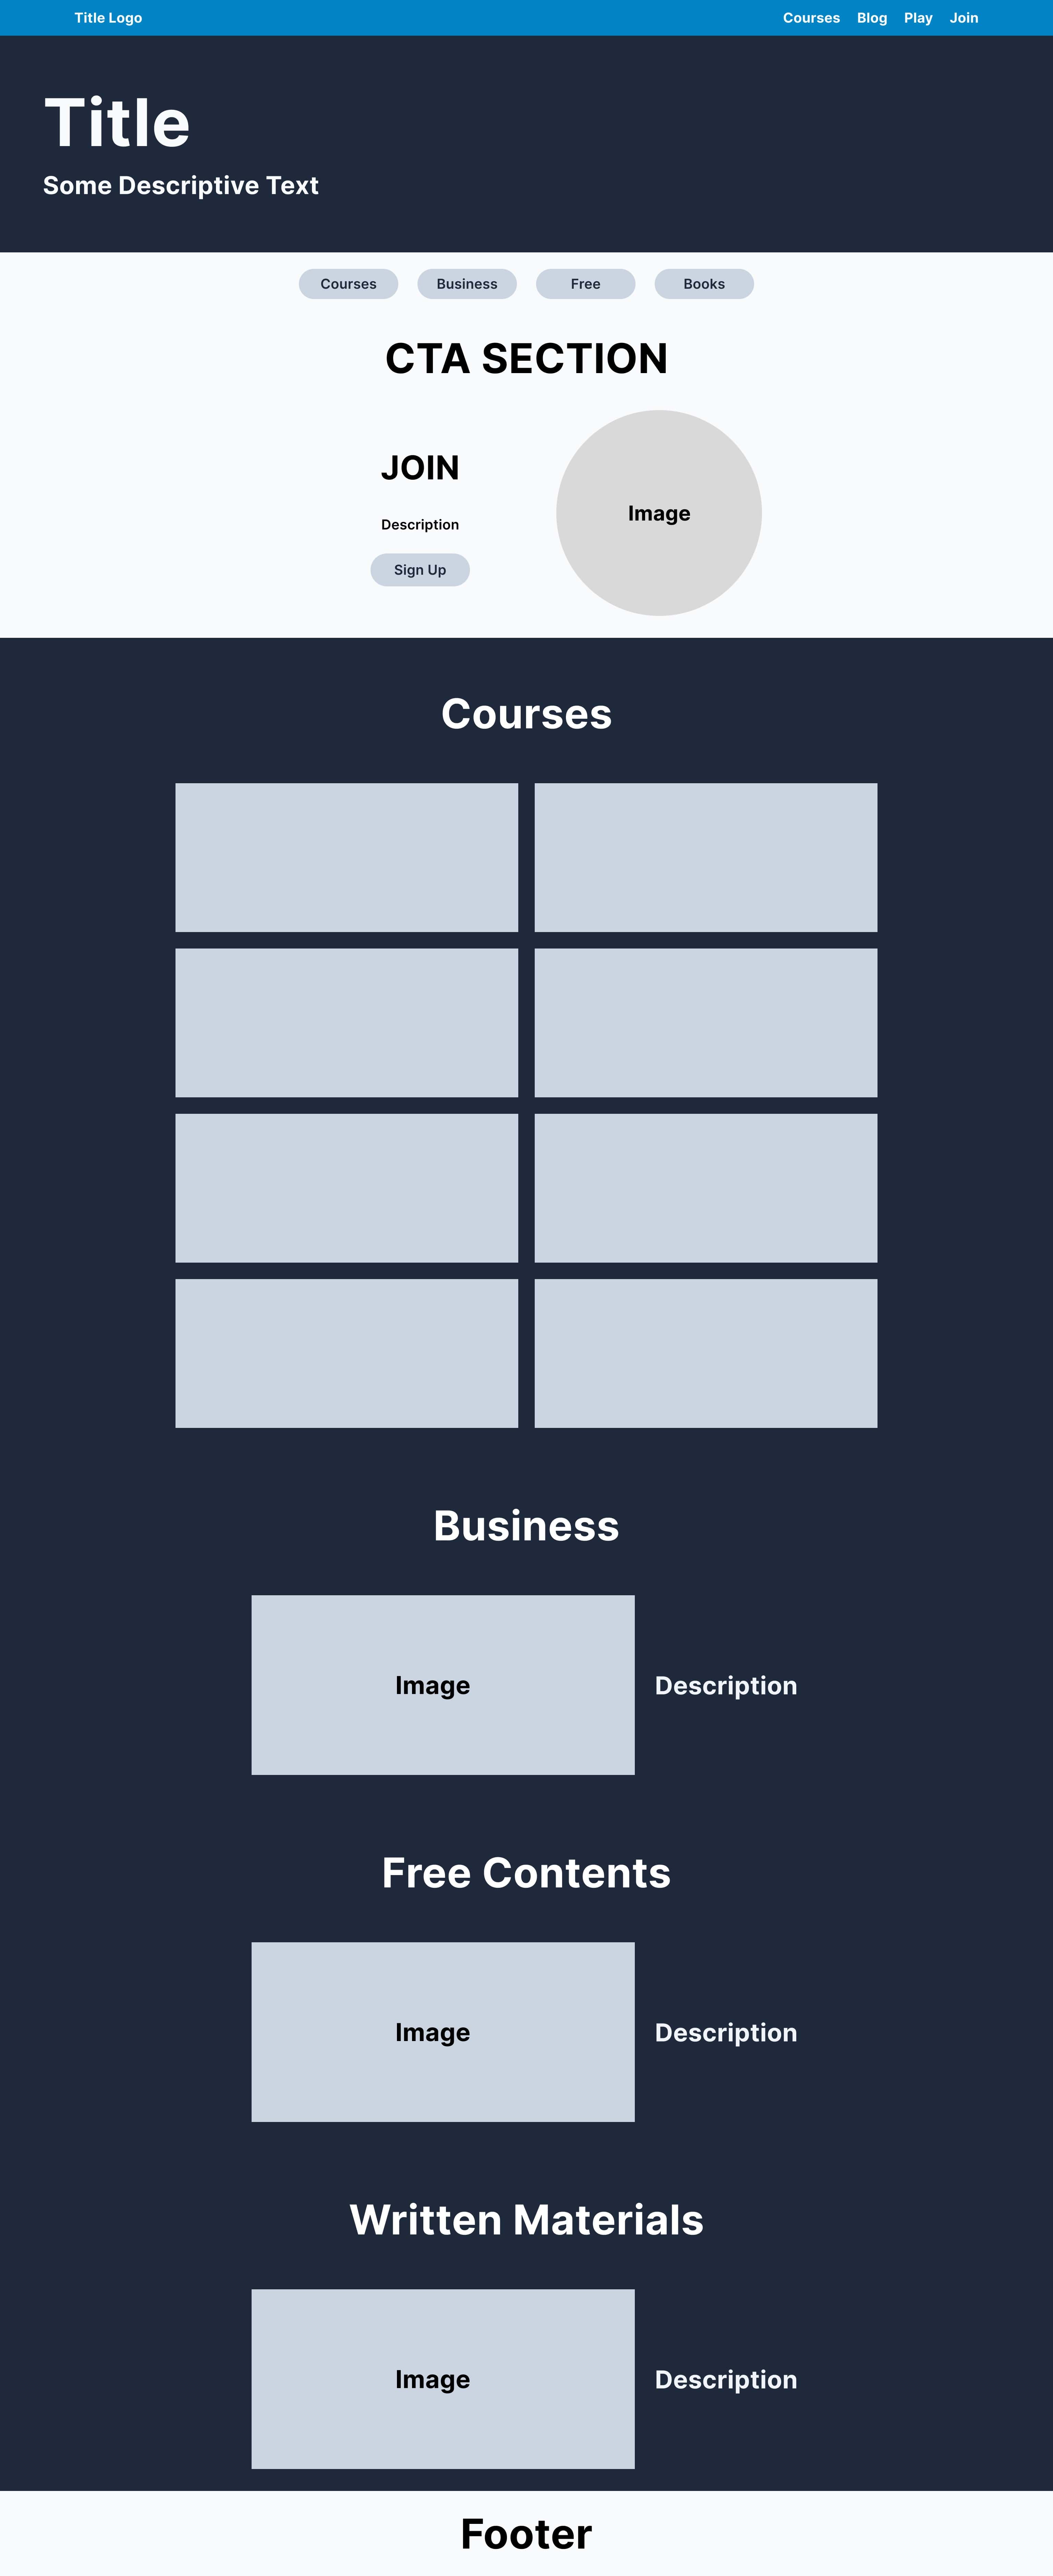 Title Logo
Courses Blog Play Join
Title
Some Descriptive Text
Courses Business Free Books
CTA SECTION
JOIN
Description
Sign Up
Image
Courses
Business
Image
Description
Free Contents
Image
Description
Written Materials
Image
Description
Footer